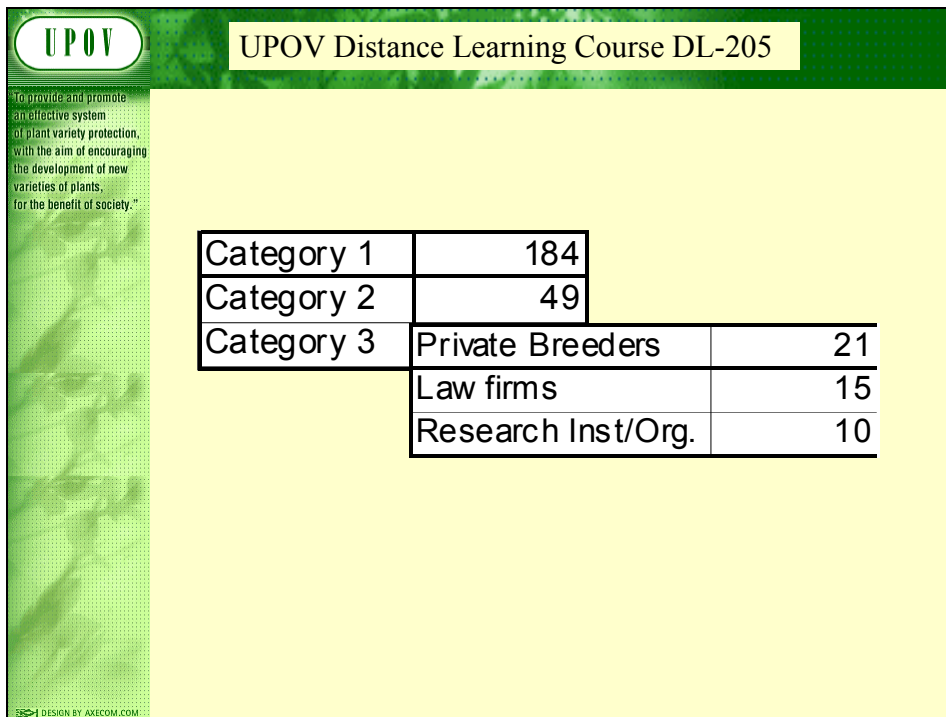 UPOV
UPOV Distance Learning Course DL-205
"To provide and promote
an effective system
of plant variety protection,
with the aim of encouraging
the development of new
varieties of plants,
for the benefit of society."
Category 1 184
Category 2 49
Category 3 Private Breeders 21
Law firms 15
Research Inst/Org. 10
DESIGN BY AXECOM.COM